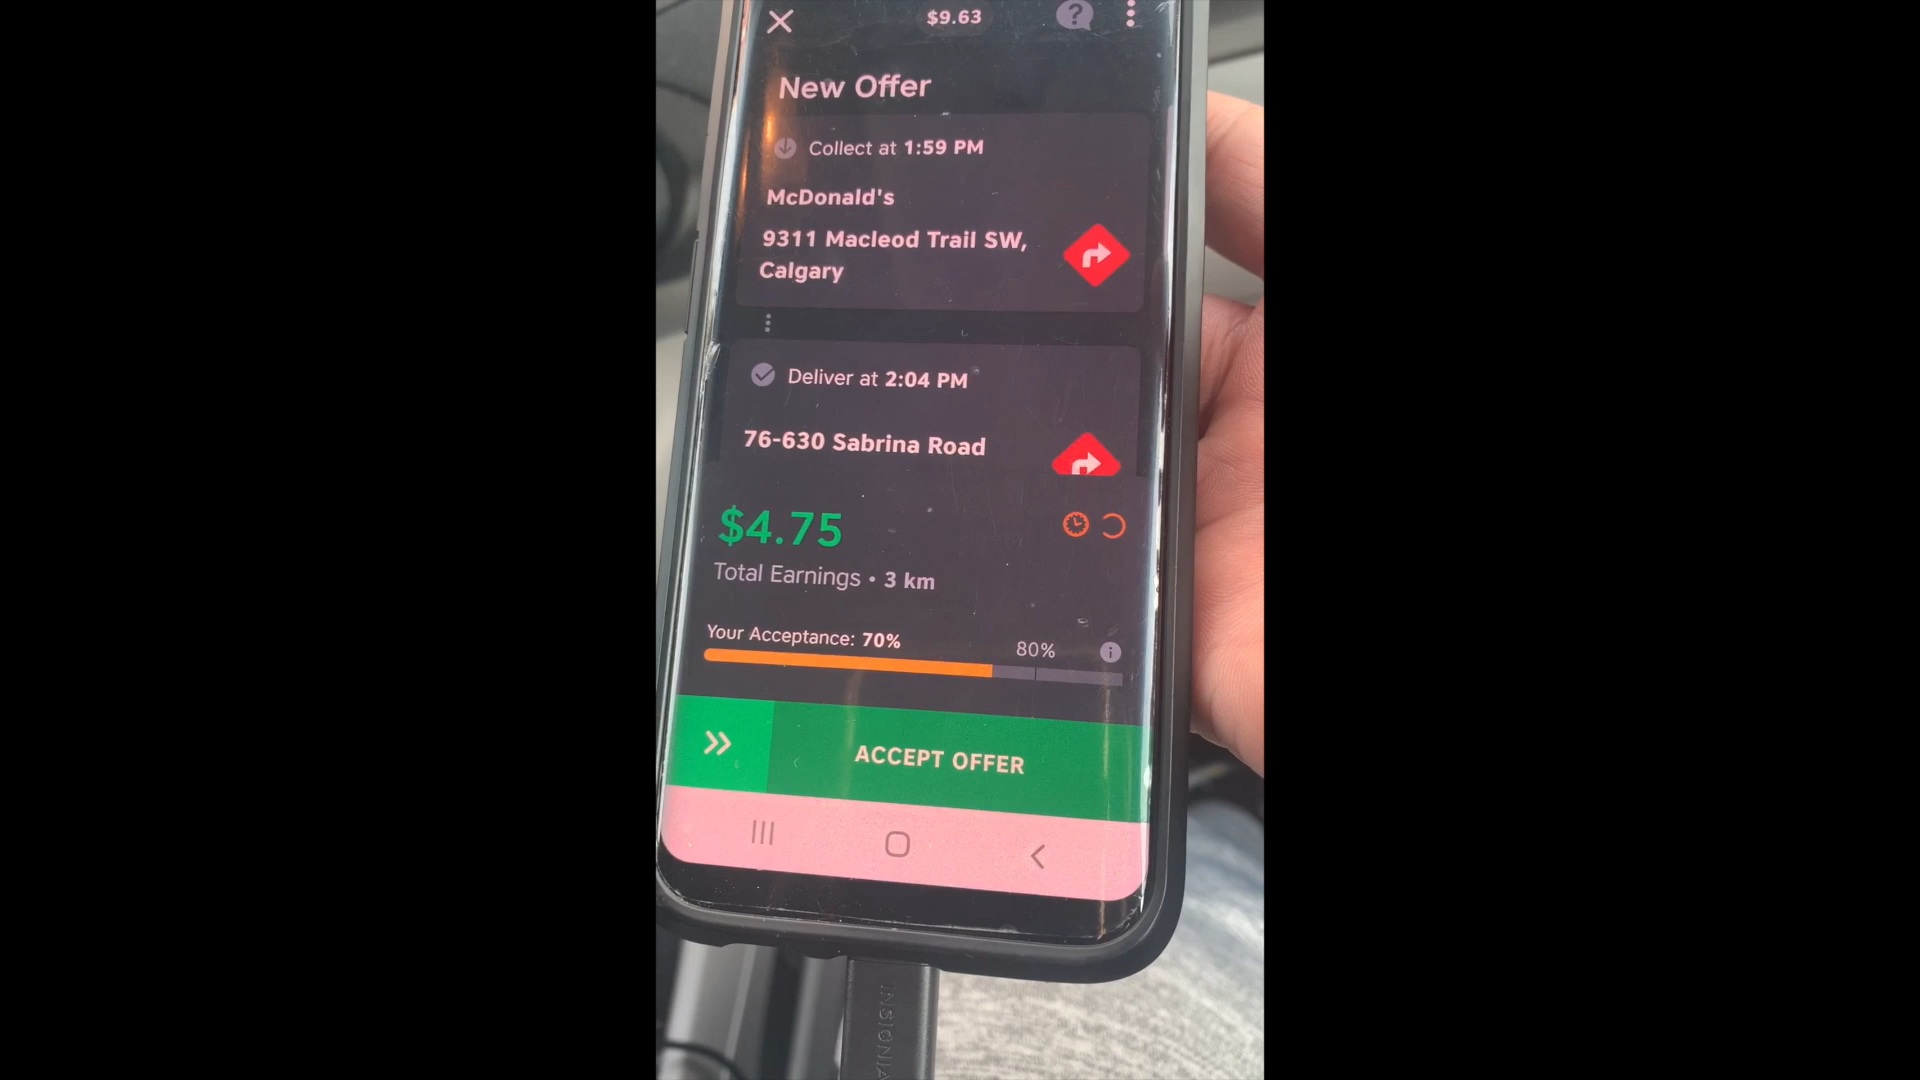 $9.63
?
New Offer
Collect at 1:59 PM
McDonald's
9311 Macleod Trail SW,
Calgary
Deliver at 2:04 PM
76-630 Sabrina Road
$4.75
Total Earnings • 3 km
Your Acceptance: 70%
80%
i
ACCEPT OFFER
INSIGNIA